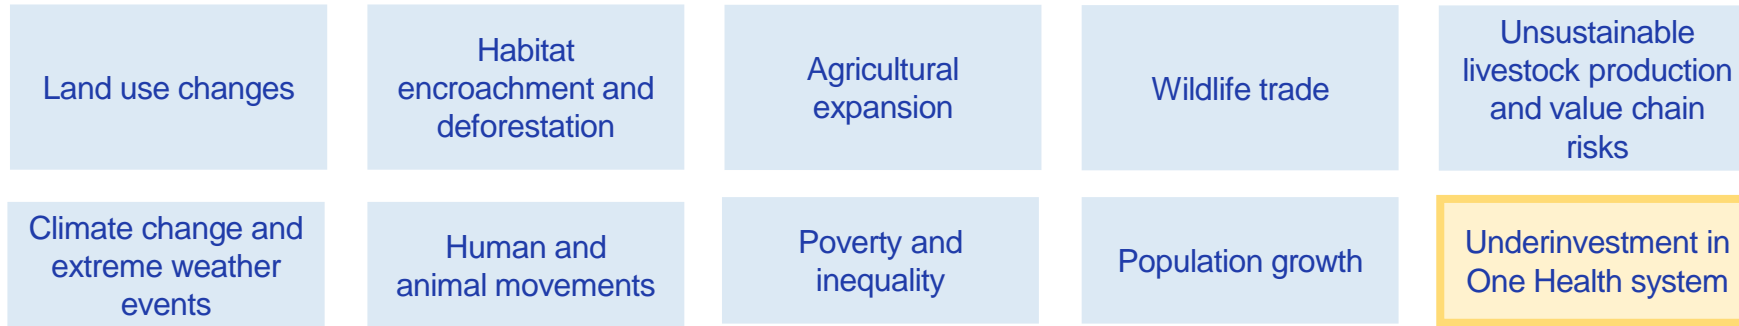 Land use changes
Habitat
encroachment and
deforestation
Agricultural
expansion
Wildlife trade
Unsustainable
livestock production
and value chain
risks
Climate change and
extreme weather
events
Human and
animal movements
Poverty and
inequality
Population growth
Underinvestment in
One Health system